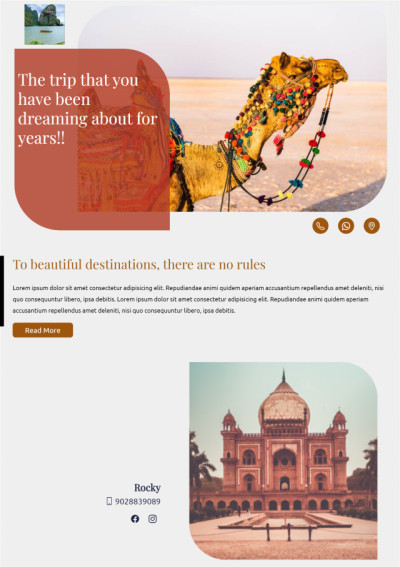 The trip that you
have been
dreaming about for
years!!
To beautiful destinations, there are no rules
Lorem ipsum dolor sit amet consectetur adipisicing elit. Repudiandae animi quidem aperiam accusantium repellendus amet deleniti, nisi
quo consequuntur libero, ipsa debitis. Lorem ipsum dolor sit amet consectetur adipisicing elit. Repudiandae animi quidem aperiam
accusantium repellendus amet deleniti, nisi quo consequuntur libero, ipsa debitis.
Read More
Rocky
9028839089